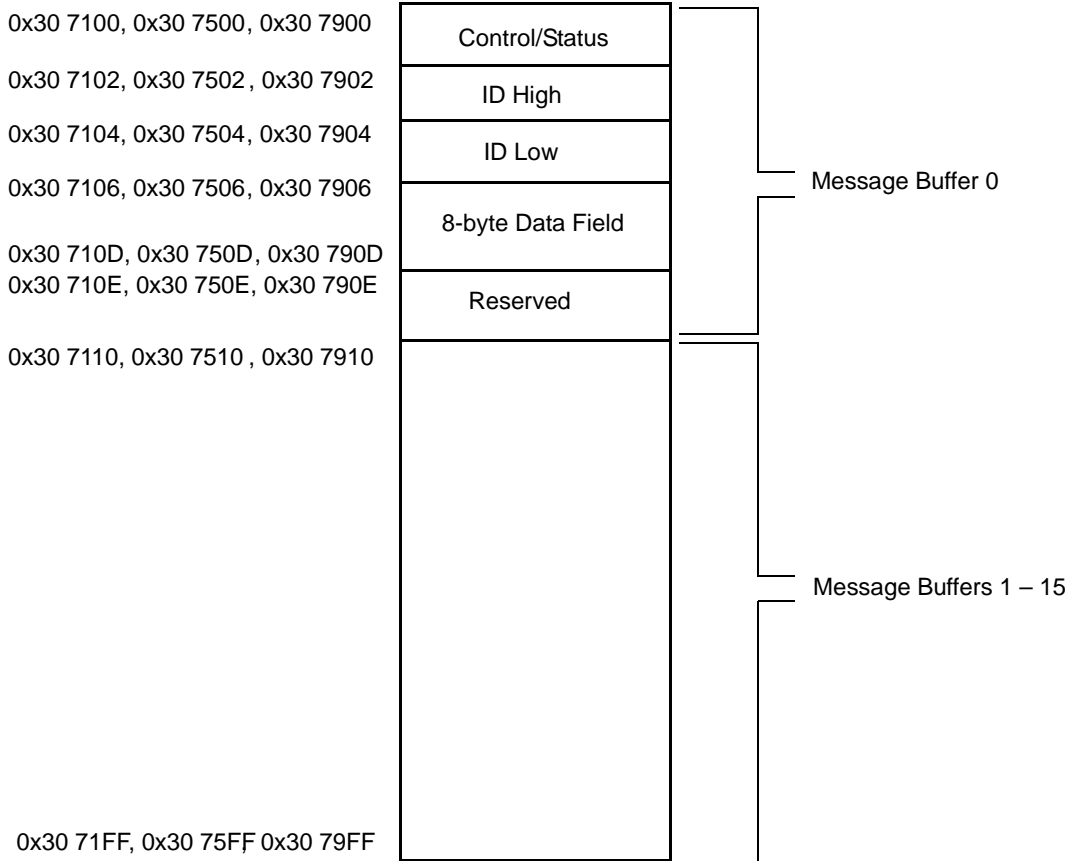 0x30 7100, 0x30 7500, 0x30 7900
Control/Status
0x30 7102, 0x30 7502, 0x30 7902
ID High
0x30 7104, 0x30 7504, 0x30 7904
ID Low
0x30 7106, 0x30 7506, 0x30 7906
Message Buffer 0
8-byte Data Field
0x30 710D, 0x30 750D, 0x30 790D
0x30 710E, 0x30 750E, 0x30 790E
Reserved
0x30 7110, 0x30 7510, 0x30 7910
Message Buffers 1 – 15
0x30 71FF, 0x30 75FF, 0x30 79FF